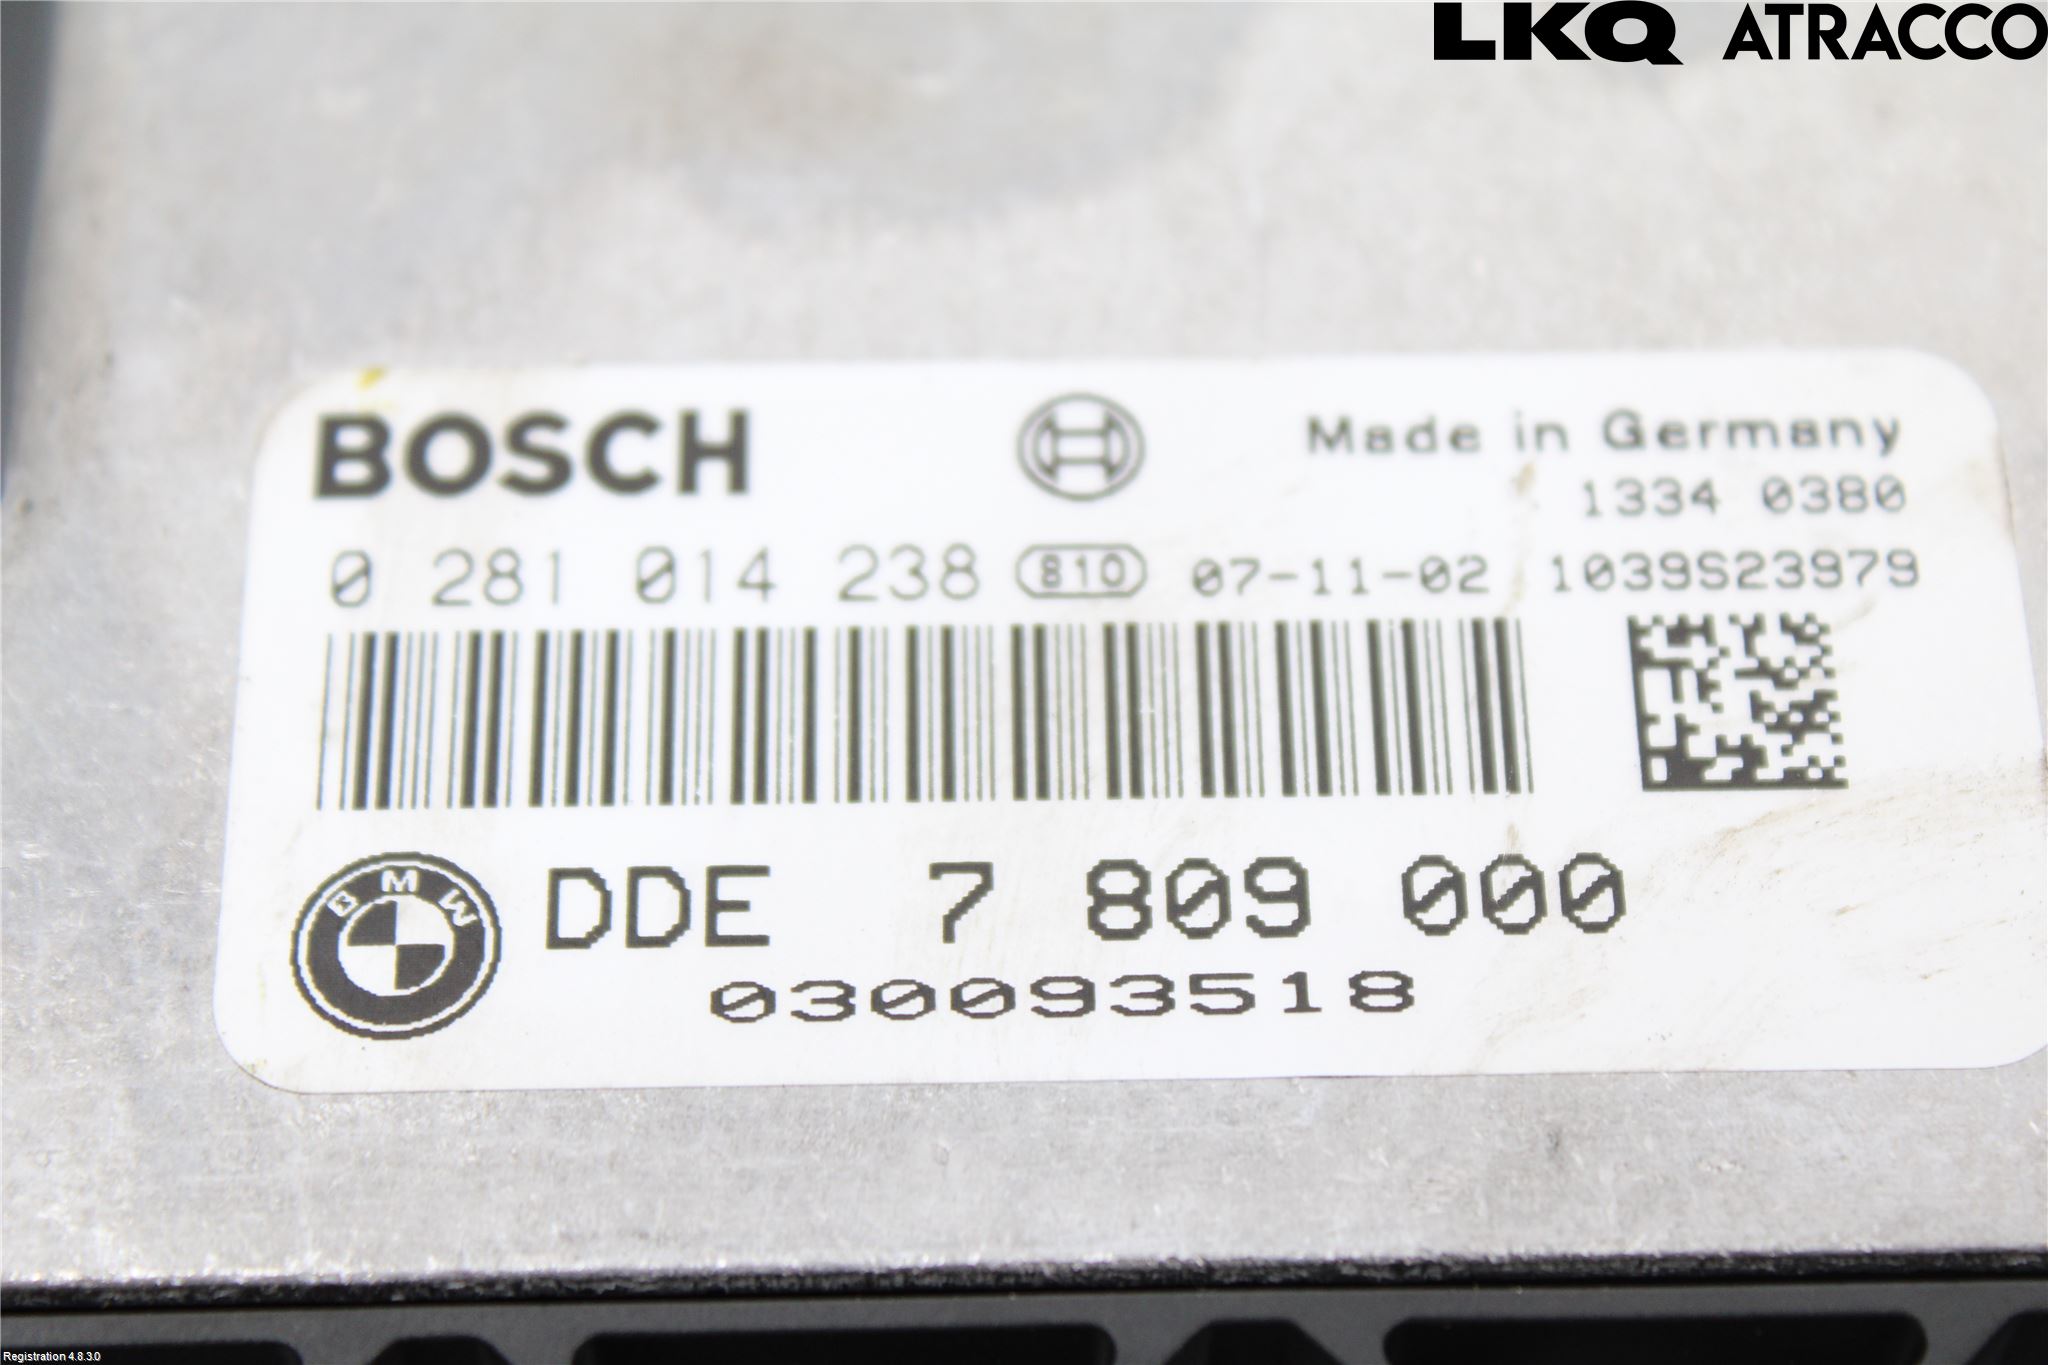 LKQ ATRACCO
BOSCH
Made in Germany
1334 0380
0 281 014 238 810 07-11-02 1039S23979
BMW
DDE 7 809 000
030093518
Registration 4.8.3.0